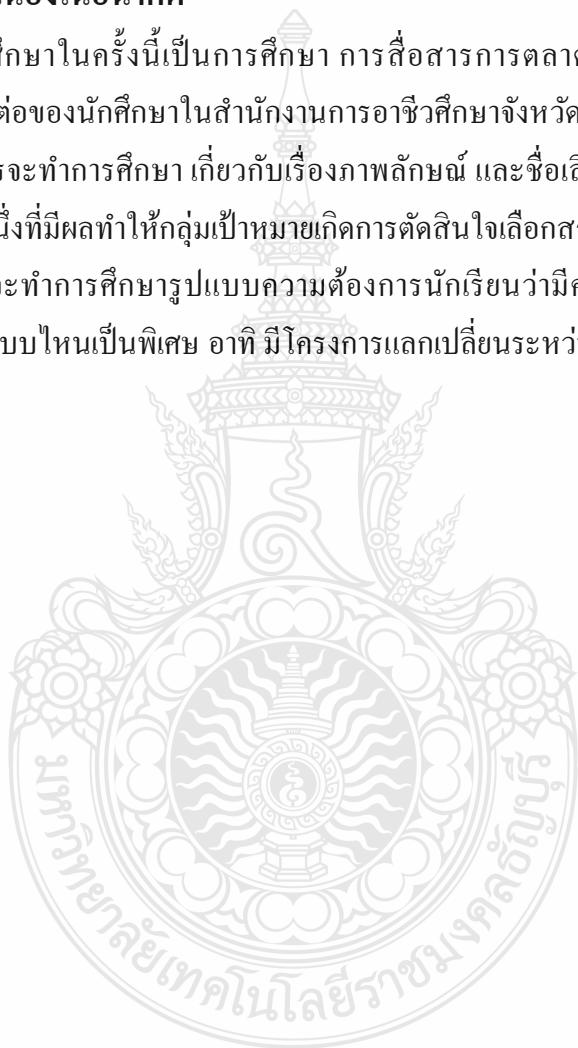 ศึกษาในครั้งนี้เป็นการศึกษา การสื่อสารการตลาด
ต่อของนักศึกษาในสำนักงานการอาชีวศึกษาจังหวัด
จะทำการศึกษา เกี่ยวกับเรื่องภาพลักษณ์ และชื่อเสี
นึ่งที่มีผลทำให้กลุ่มเป้าหมายเกิดการตัดสินใจเลือกส
จะทำการศึกษารูปแบบความต้องการนักเรียนว่ามีค
บบไหนเป็นพิเศษ อาทิ มีโครงการแลกเปลี่ยนระหว่
มหาวิทยาลัยเทคโนโลยีราชมงคลธัญบุรี